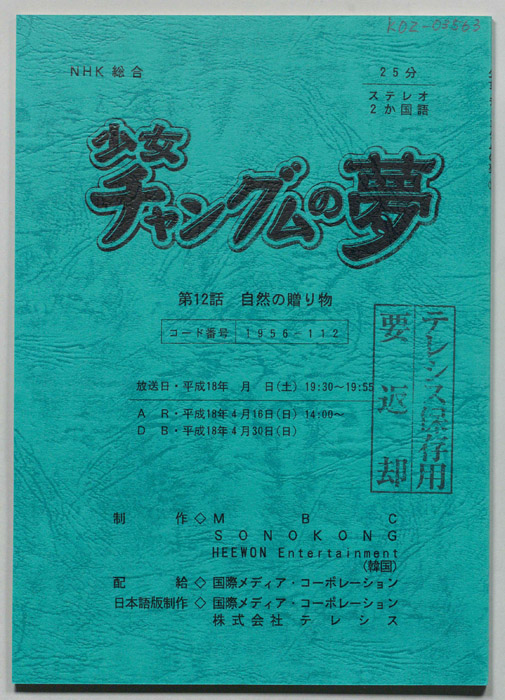 KOZ-03863
NHK 総合
25分
ステレオ
2か国語
少女
チャングムの夢
第12話 自然の贈り物
コード番号 1956-112
放送日・平成18年 月 日(土) 19:30〜19:55
A R・平成18年4月16日(日) 14:00〜
D B・平成18年4月30日(日)
テレシス保存用
要返却
制作◇MBC
SONOKONG
HEEWON Entertainment
(韓国)
配給◇国際メディア・コーポレーション
日本語版制作◇国際メディア・コーポレーション
株式会社 テレシス